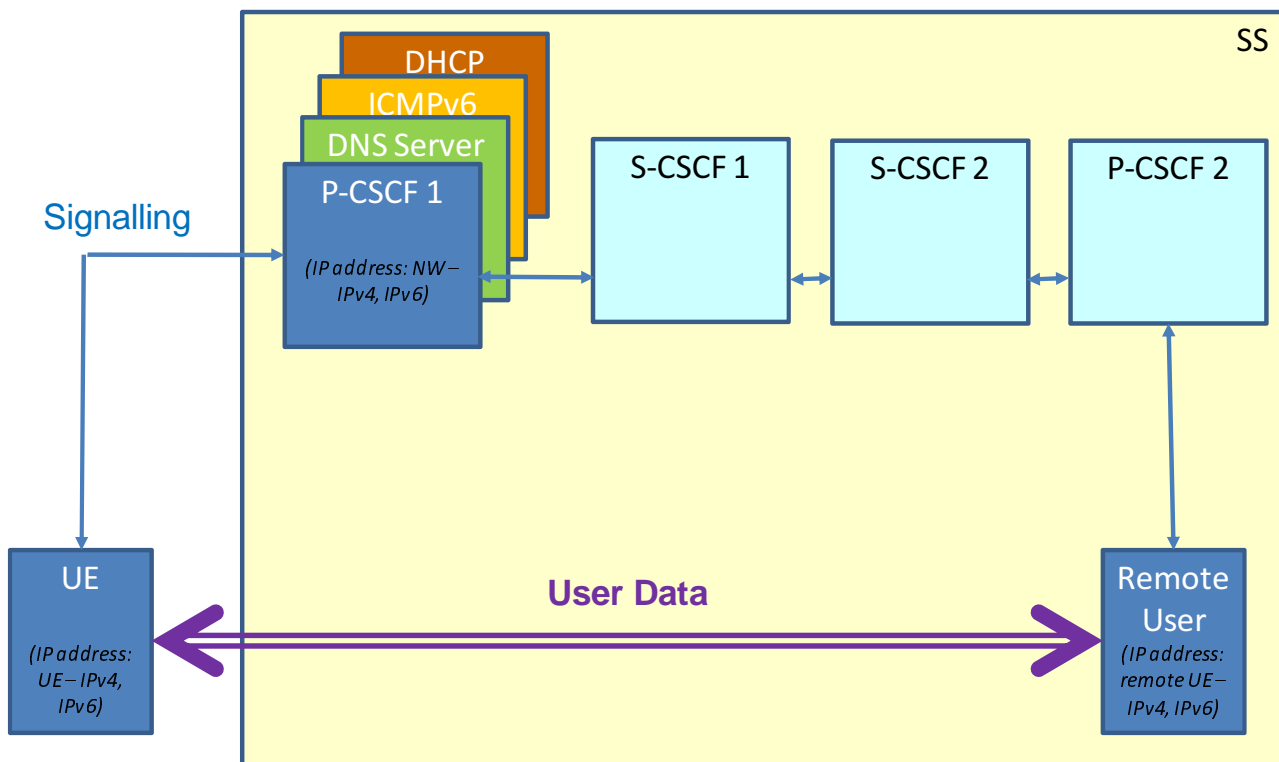 SS
DHCP
ICMPv6
DNS Server
P-CSCF 1
(IP address: NW –
IPv4, IPv6)
S-CSCF 1
S-CSCF 2
P-CSCF 2
Signalling
UE
(IP address:
UE – IPv4,
IPv6)
User Data
Remote
User
(IP address:
remote UE –
IPv4, IPv6)